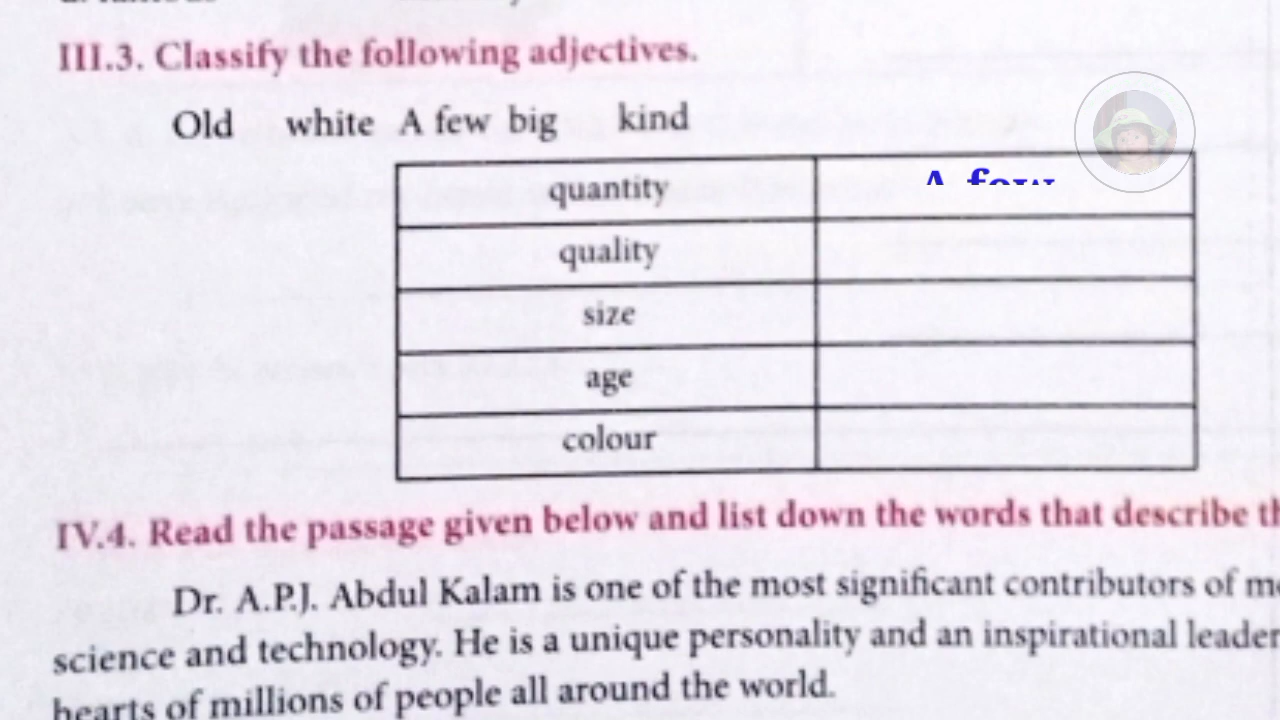 III.3. Classify the following adjectives.
Old white A few big kind
quantity A few
quality
size
age
colour
IV.4. Read the passage given below and list down the words that describe
Dr. A.P.J. Abdul Kalam is one of the most significant contributors of
science and technology. He is a unique personality and an inspirational leader
hearts of millions of people all around the world.